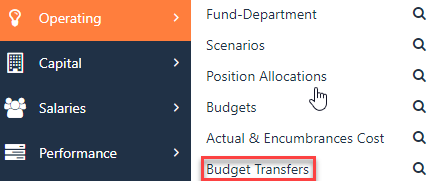 Operating
Capital
Salaries
Performance
Fund-Department
Scenarios
Position Allocations
Budgets
Actual & Encumbrances Cost
Budget Transfers